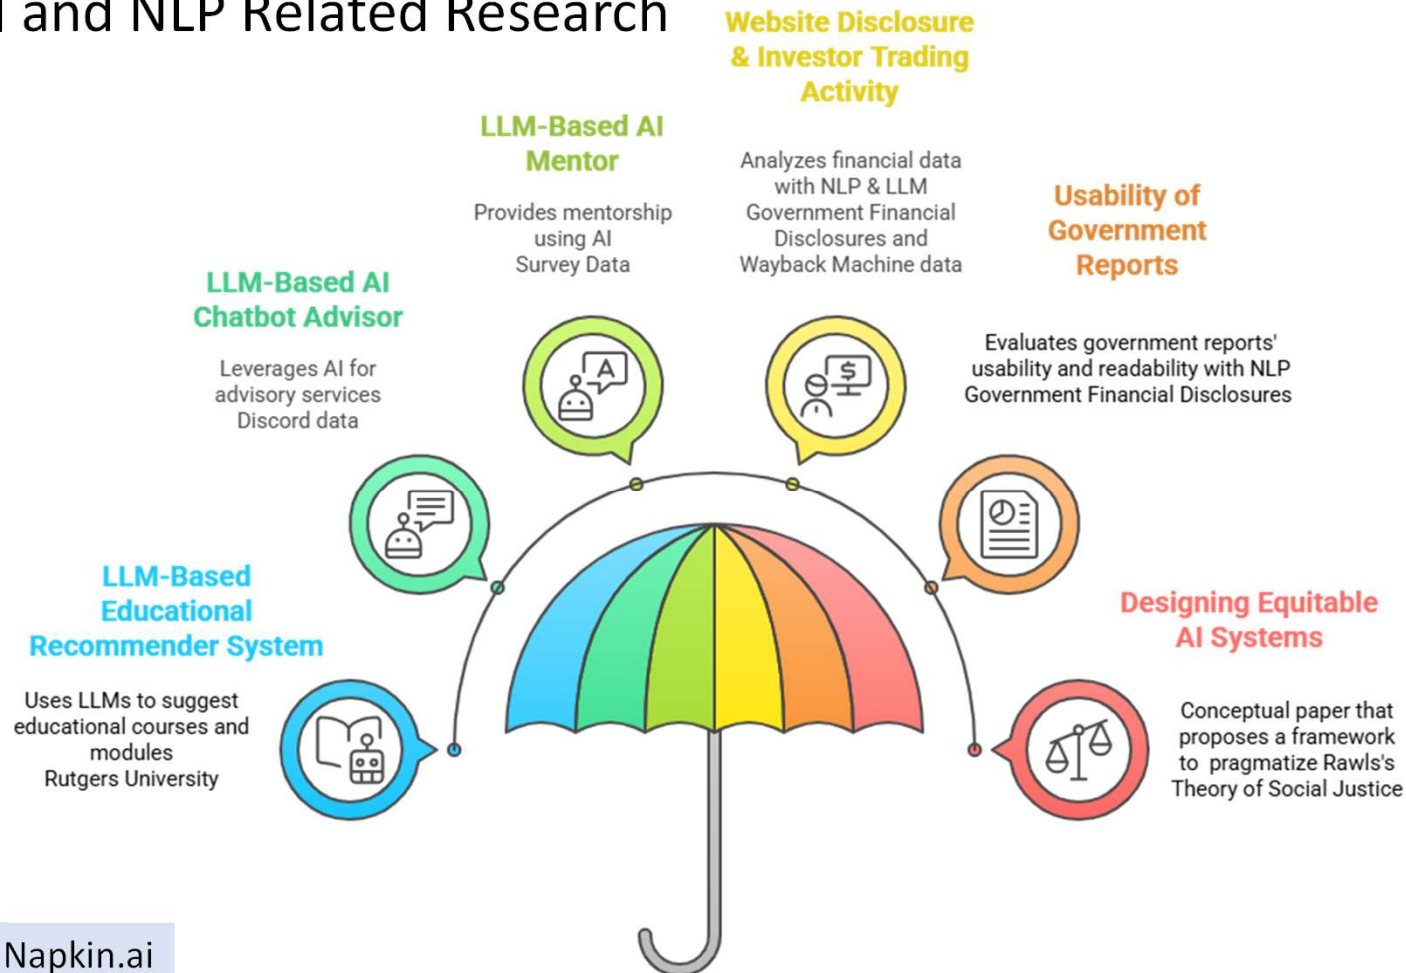 and NLP Related Research
Website Disclosure
& Investor Trading
Activity
Analyzes financial data
with NLP & LLM
Government Financial
Disclosures and
Wayback Machine data
LLM-Based AI
Mentor
Provides mentorship
using AI
Survey Data
A
$
Usability of
Government
Reports
Evaluates government reports'
usability and readability with NLP
Government Financial Disclosures
LLM-Based AI
Chatbot Advisor
Leverages AI for
advisory services
Discord data
LLM-Based
Educational
Recommender System
Uses LLMs to suggest
educational courses and
modules
Rutgers University
Designing Equitable
AI Systems
Conceptual paper that
proposes a framework
to pragmatize Rawls's
Theory of Social Justice
Napkin.ai